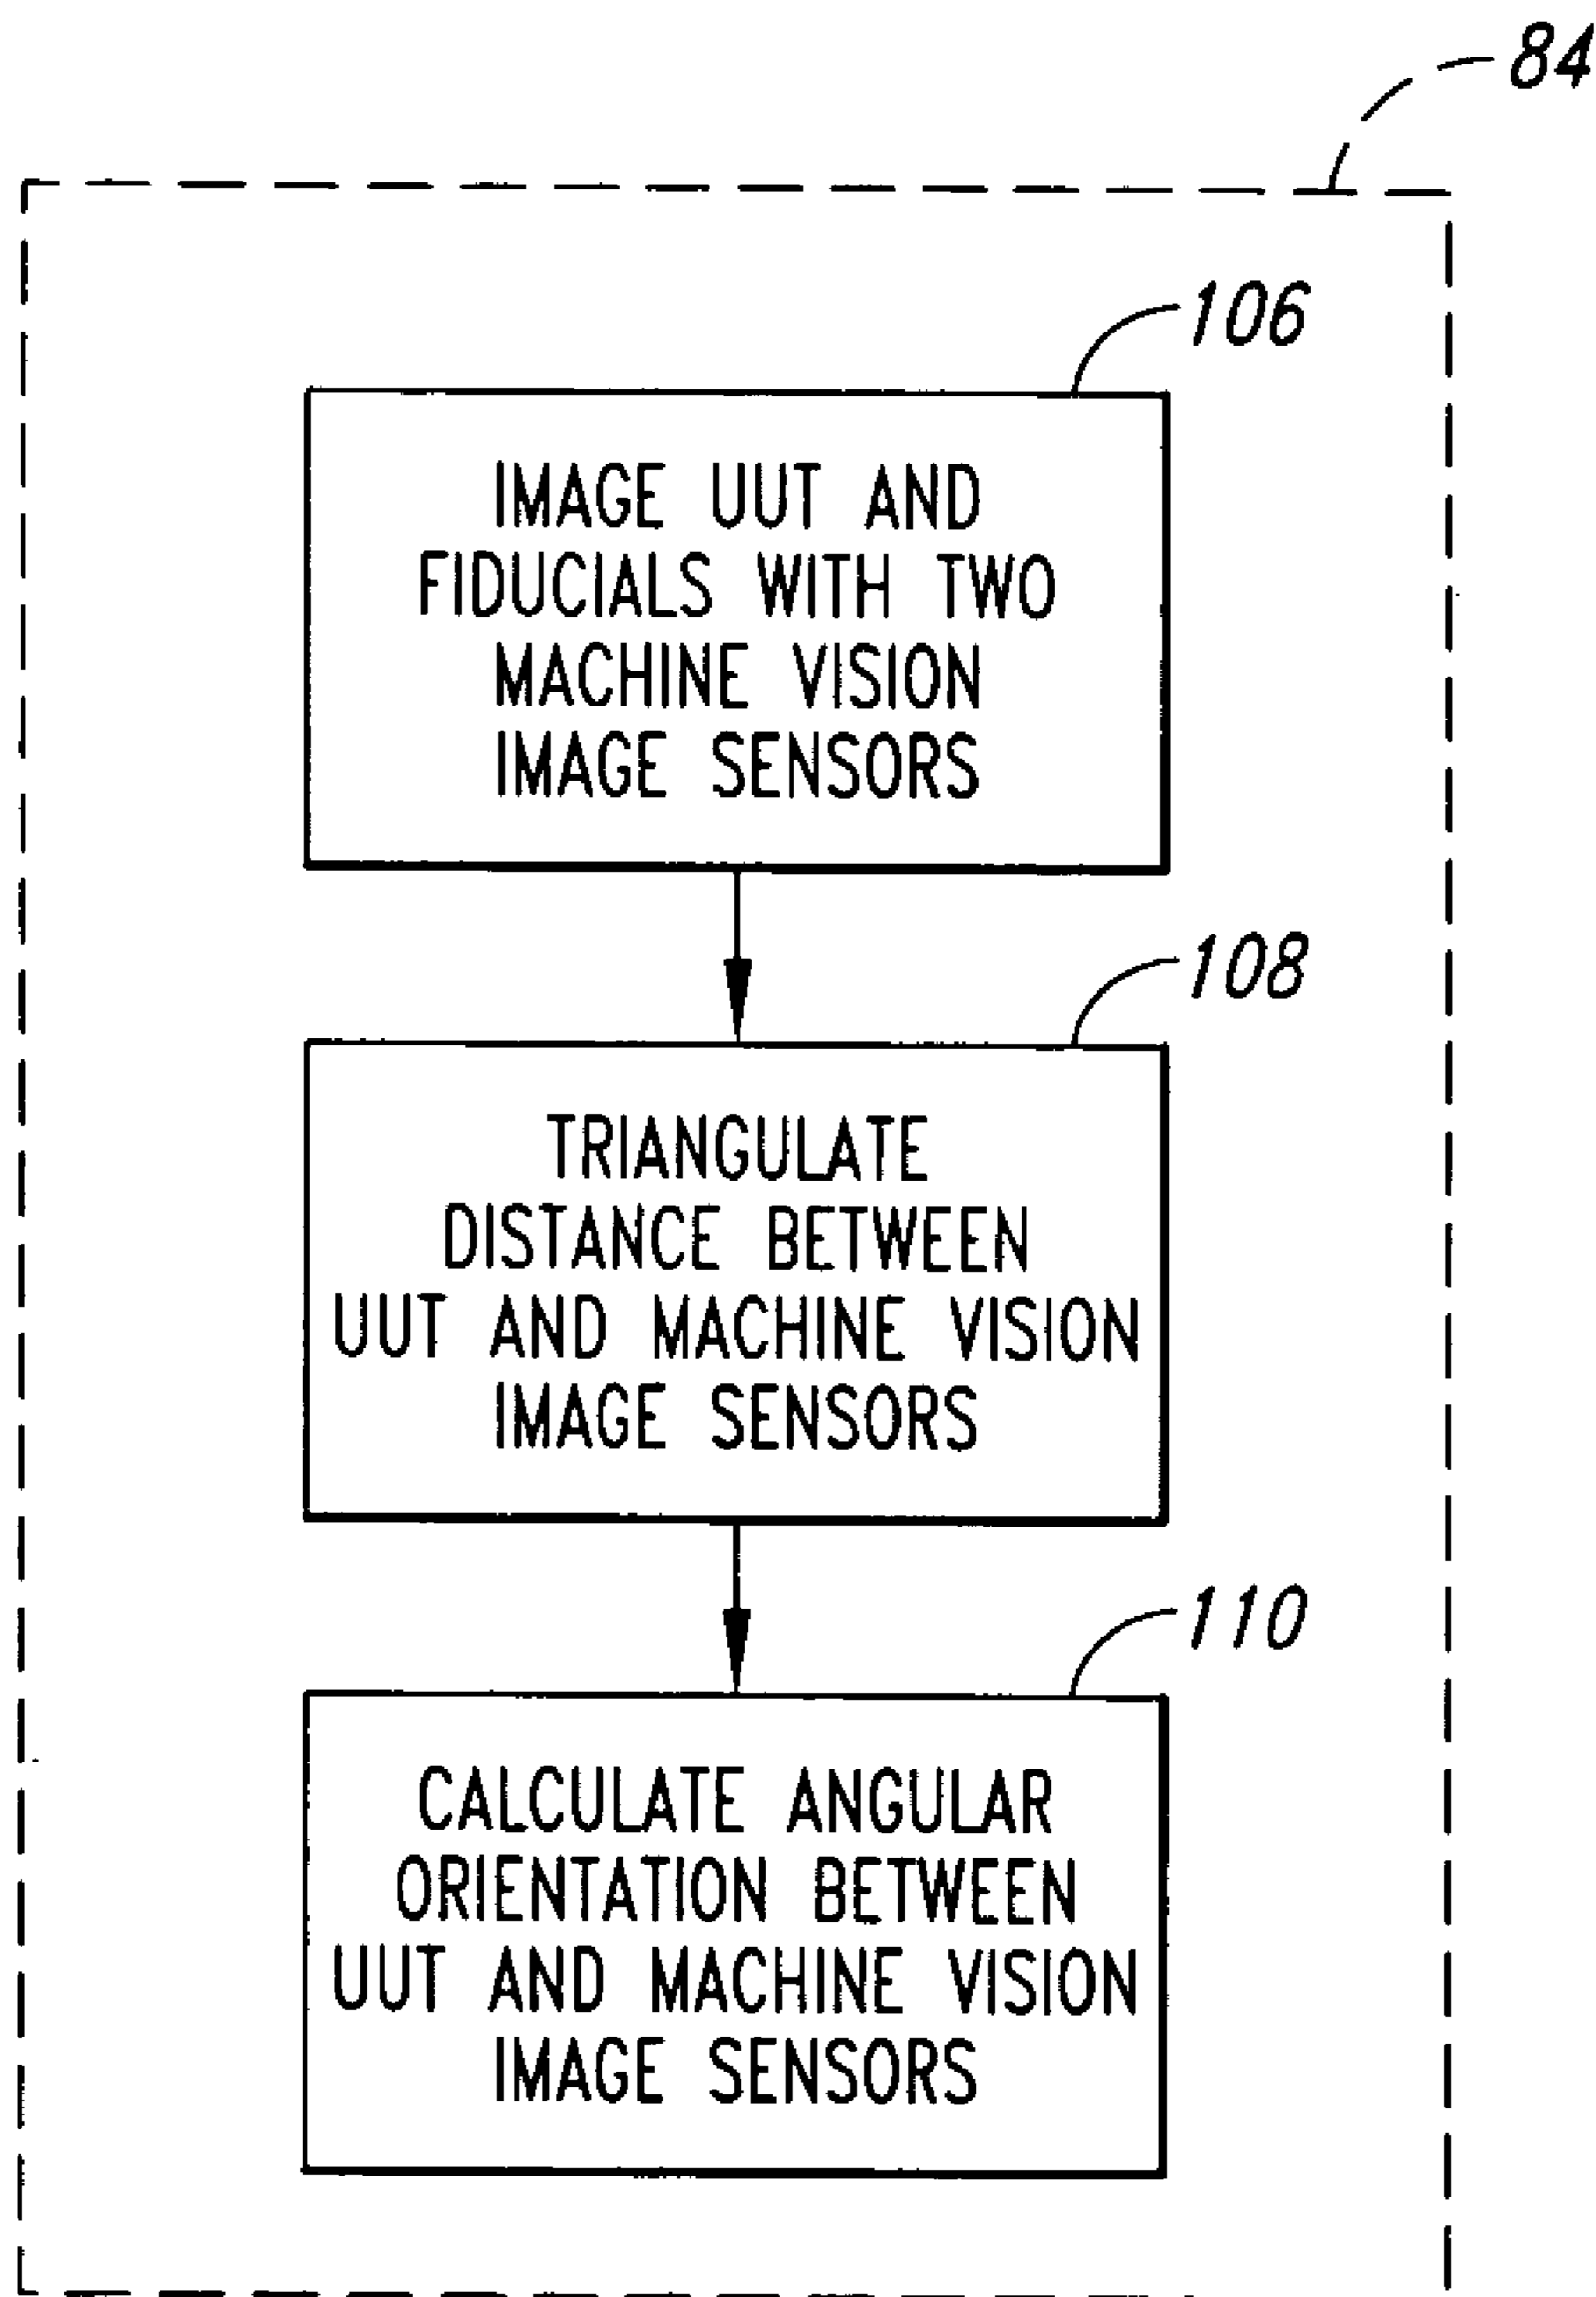 84
106
IMAGE UUT AND
FIDUCIALS WITH TWO
MACHINE VISION
IMAGE SENSORS
108
TRIANGULATE
DISTANCE BETWEEN
UUT AND MACHINE VISION
IMAGE SENSORS
110
CALCULATE ANGULAR
ORIENTATION BETWEEN
UUT AND MACHINE VISION
IMAGE SENSORS